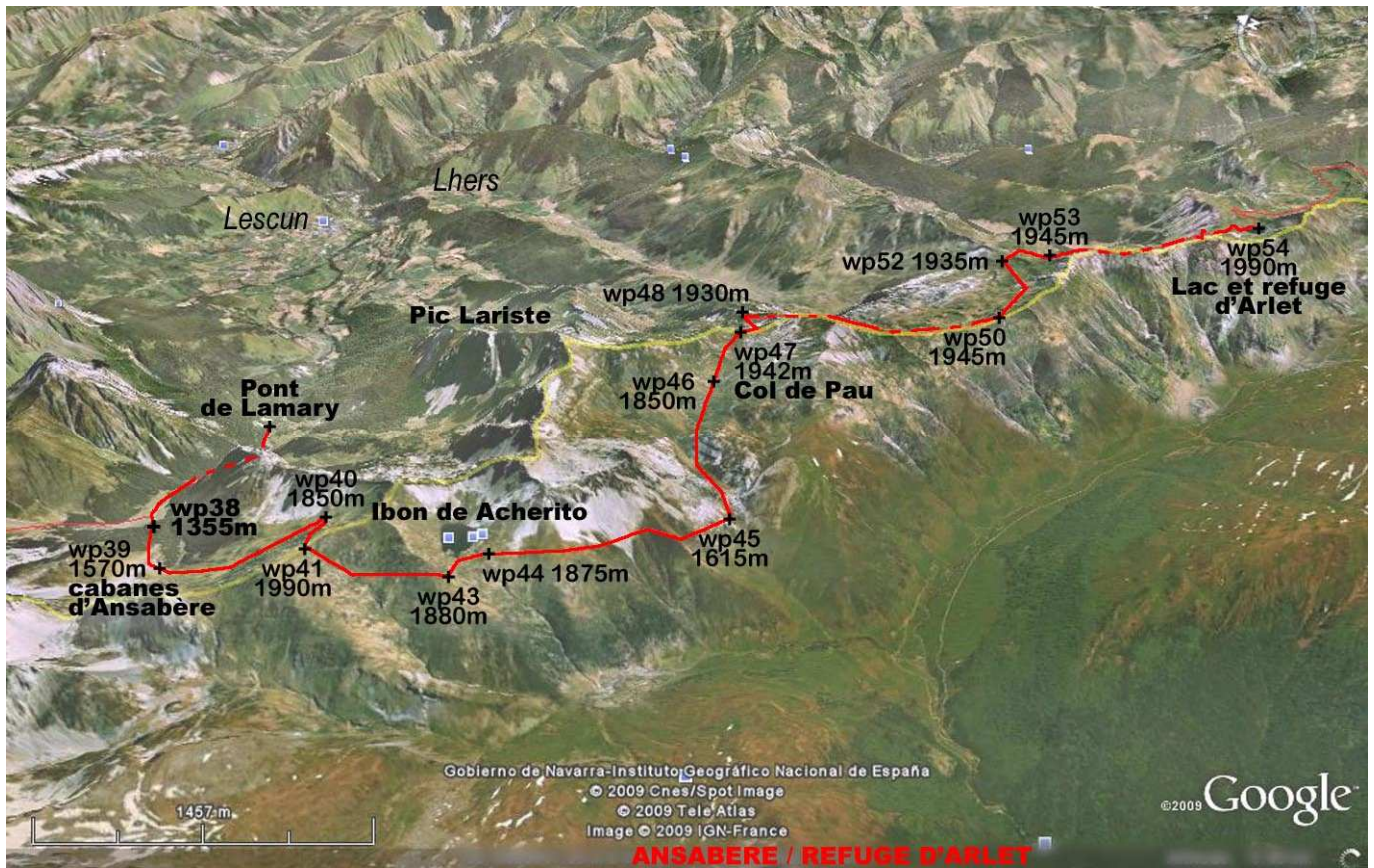 Lhers
Lescun
wp53
1945m
wp52 1935m
wp54
1990m
Lac et refuge
d'Arlet
wp48 1930m
Pic Lariste
wp50
1945m
wp47
1942m
Col de Pau
wp46
1850m
Pont
de Lamary
wp40
1850m
Ibon de Acherito
wp38
1355m
wp45
1615m
wp39
1570m
cabanes
d'Ansabère
wp41
1990m
wp44 1875m
wp43
1880m
Gobierno de Navarra-Instituto Geográfico Nacional de España
© 2009 Cnes/Spot Image
© 2009 Tele Atlas
Image © 2009 IGN-France
1457 m
©2009 Google
ANSABERE / REFUGE D'ARLET